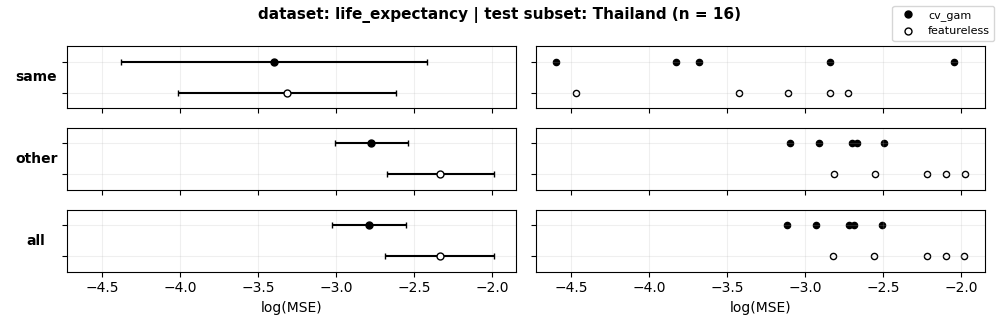 dataset: life_expectancy | test subset: Thailand (n = 16)
cv_gam
featureless
same
other
all
−4.5 −4.0 −3.5 −3.0 −2.5 −2.0
−4.5 −4.0 −3.5 −3.0 −2.5 −2.0
log(MSE)
log(MSE)